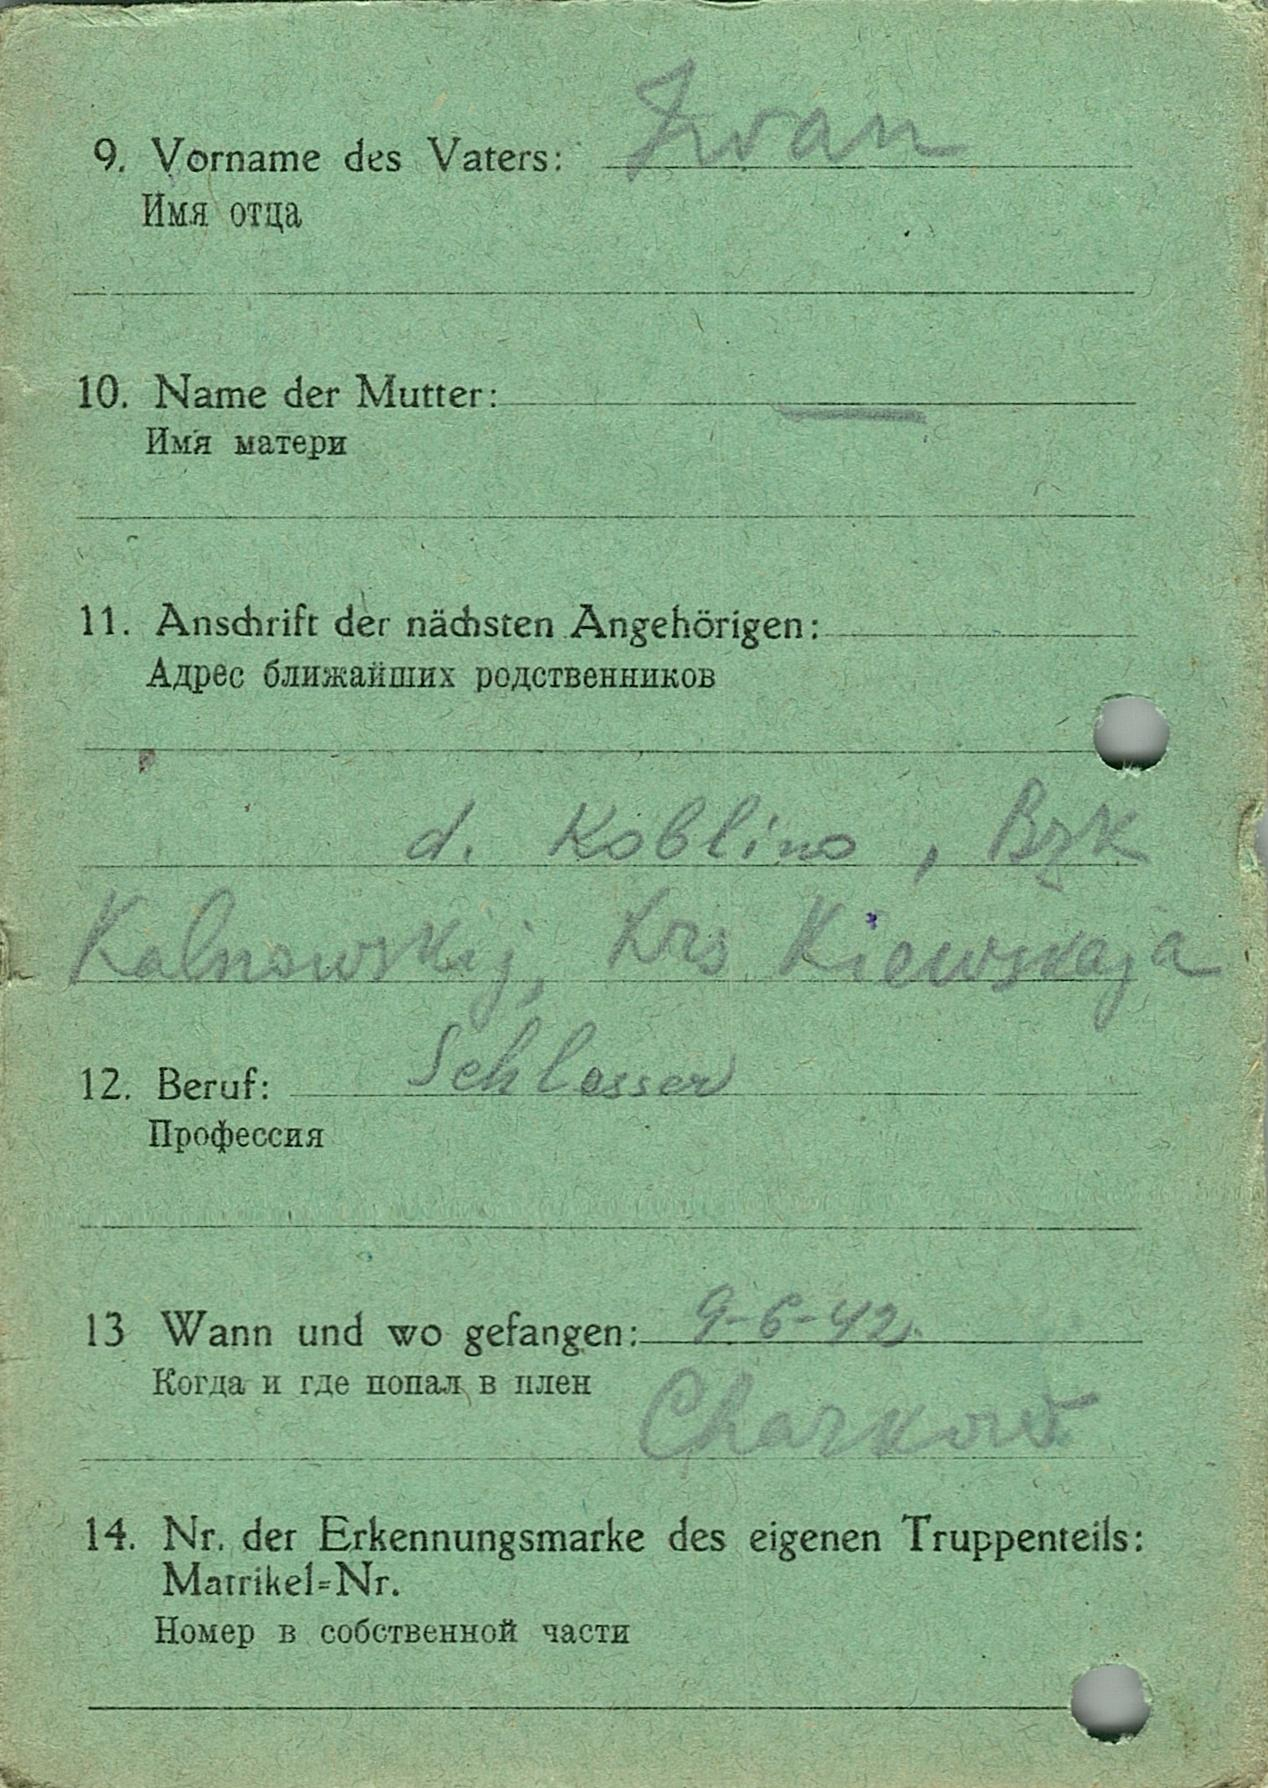 9. Vorname des Vaters: Iwan
Имя отца
10. Name der Mutter: —
Имя матери
11. Anschrift der nächsten Angehörigen:
Адрес ближайших родственников
d. Koblino, Bzk
Kalnowskij, Krs Kiewskaja
12. Beruf: Schlosser
Профессия
13 Wann und wo gefangen: 9-6-42.
Когда и где попал в плен
Charkow
14. Nr. der Erkennungsmarke des eigenen Truppenteils:
Matrikel=Nr.
Номер в собственной части